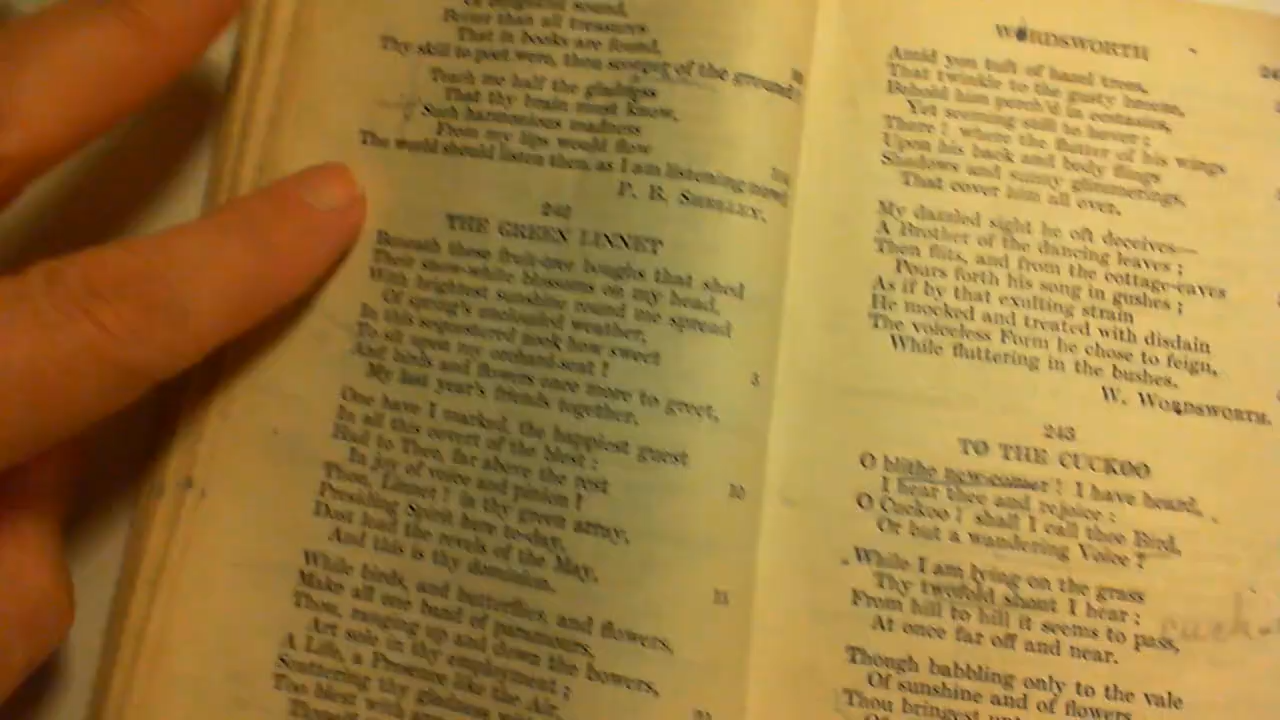 Better than all treasures
That in books are found,
Thy skill to poet were, thou scorner of the ground!
Teach me half the gladness
That thy brain must know,
Such harmonious madness
From my lips would flow
The world should listen then, as I am listening now!
P. B. SHELLEY.
242
THE GREEN LINNET
Beneath these fruit-tree boughs that shed
Their snow-white blossoms on my head,
With brightest sunshine round me spread
Of spring's unclouded weather,
In this sequester'd nook how sweet
To sit upon my orchard-seat!
And birds and flowers once more to greet,
My last year's friends together.
5
One have I marked, the happiest guest
In all this covert of the blest:
Hail to Thee, far above the rest
In joy of voice and pinion!
10
Thou, Linnet! in thy green array,
Presiding Spirit here to-day,
Dost lead the revels of the May,
And this is thy dominion.
15
While birds, and butterflies, and flowers,
Make all one band of paramours,
Thou, ranging up and down the bowers,
Art sole in thy employment;
A Life, a Presence like the Air,
Scattering thy gladness
Too blest with
WORDSWORTH
Amid yon tuft of hazel trees,
That twinkle to the gusty breeze,
Behold him perch'd in ecstasies,
Yet seeming still to hover;
There! where the flutter of his wings
Upon his back and body flings
Shadows and sunny glimmerings,
That cover him all over.
My dazzled sight he oft deceives—
A Brother of the dancing leaves;
Then flits, and from the cottage-eaves
Pours forth his song in gushes;
As if by that exulting strain
He mocked and treated with disdain
The voiceless Form he chose to feign,
While fluttering in the bushes.
W. WORDSWORTH.
243
TO THE CUCKOO
O blithe new-comer! I have heard,
I hear thee and rejoice:
O Cuckoo! shall I call thee Bird,
Or but a wandering Voice?
While I am lying on the grass
Thy twofold shout I hear;
From hill to hill it seems to pass,
At once far off and near.
Though babbling only to the vale
Of sunshine and of flowers,
Thou bringest